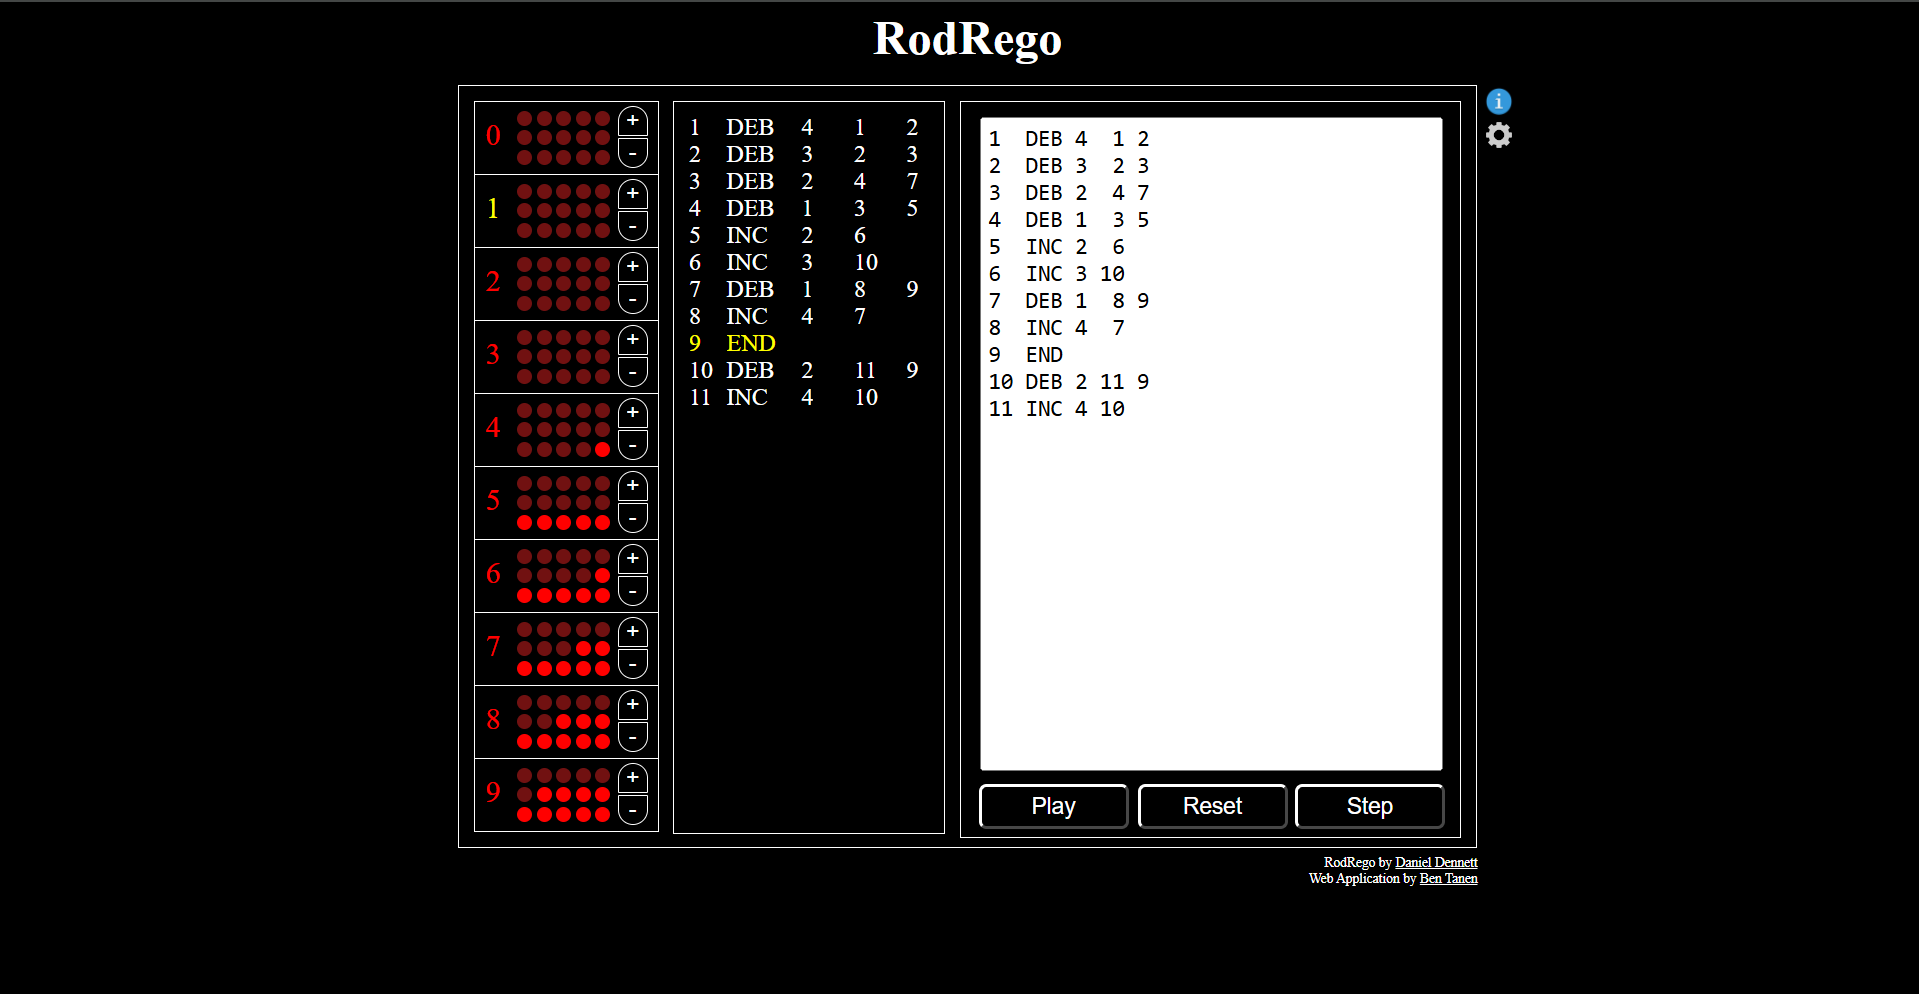 RodRego
0 + -
1 + -
2 + -
3 + -
4 + -
5 + -
6 + -
7 + -
8 + -
9 + -
1 DEB 4 1 2
2 DEB 3 2 3
3 DEB 2 4 7
4 DEB 1 3 5
5 INC 2 6
6 INC 3 10
7 DEB 1 8 9
8 INC 4 7
9 END
10 DEB 2 11 9
11 INC 4 10
1  DEB 4  1 2
2  DEB 3  2 3
3  DEB 2  4 7
4  DEB 1  3 5
5  INC 2  6
6  INC 3 10
7  DEB 1  8 9
8  INC 4  7
9  END
10 DEB 2 11 9
11 INC 4 10
Play Reset Step
i
RodRego by Daniel Dennett
Web Application by Ben Tanen